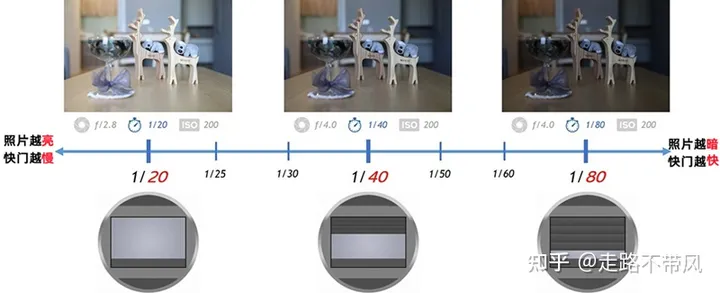 ƒ/2.8 1/20 ISO 200
ƒ/4.0 1/40 ISO 200
ƒ/4.0 1/80 ISO 200
照片越亮
快门越慢
照片越暗
快门越快
1/20 1/25 1/30 1/40 1/50 1/60 1/80
知乎 @走路不带风